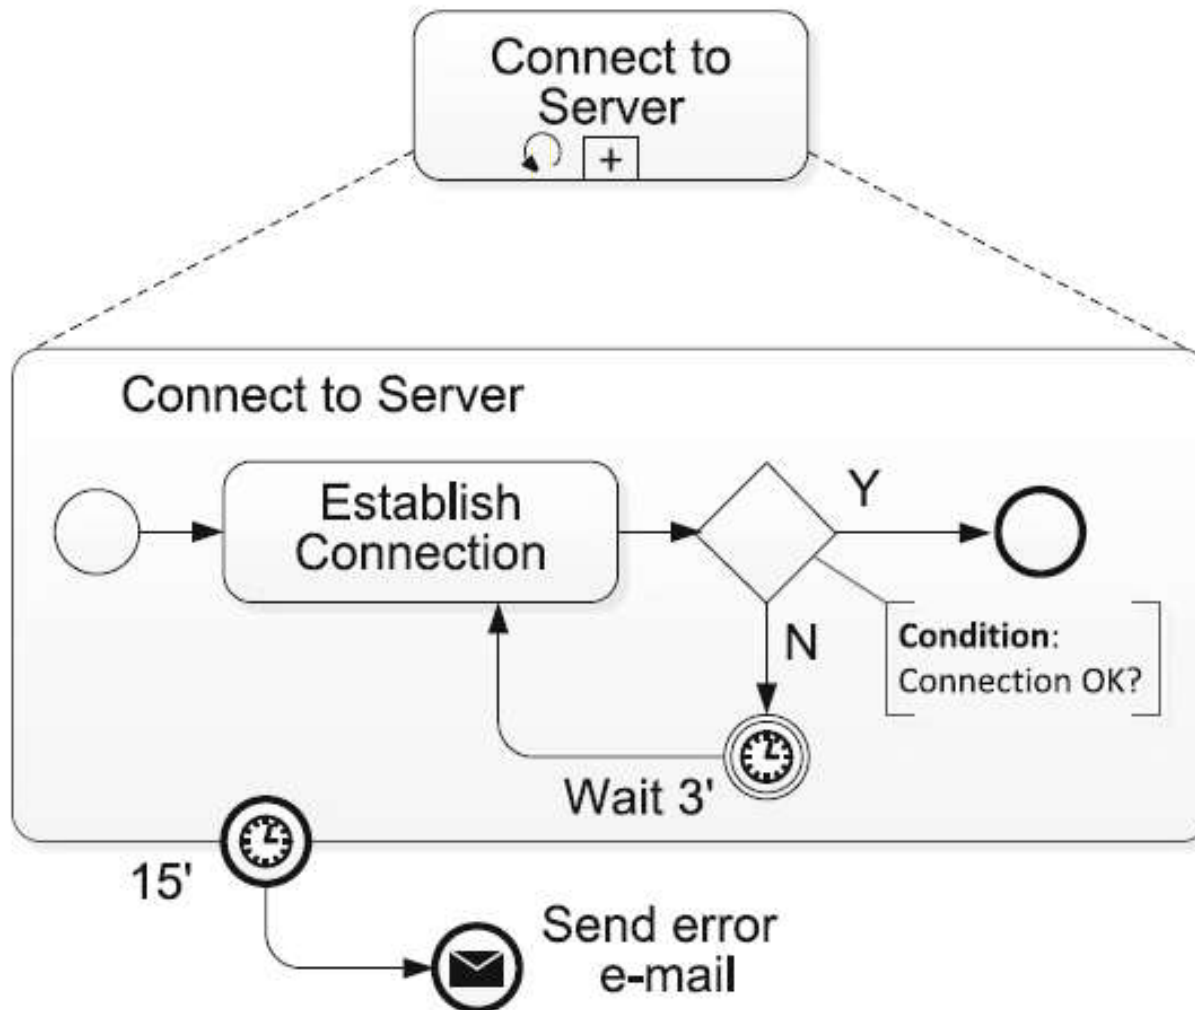 Connect to
Server
+
Connect to Server
Establish
Connection
Y
N
Condition:
Connection OK?
Wait 3'
15'
Send error
e-mail